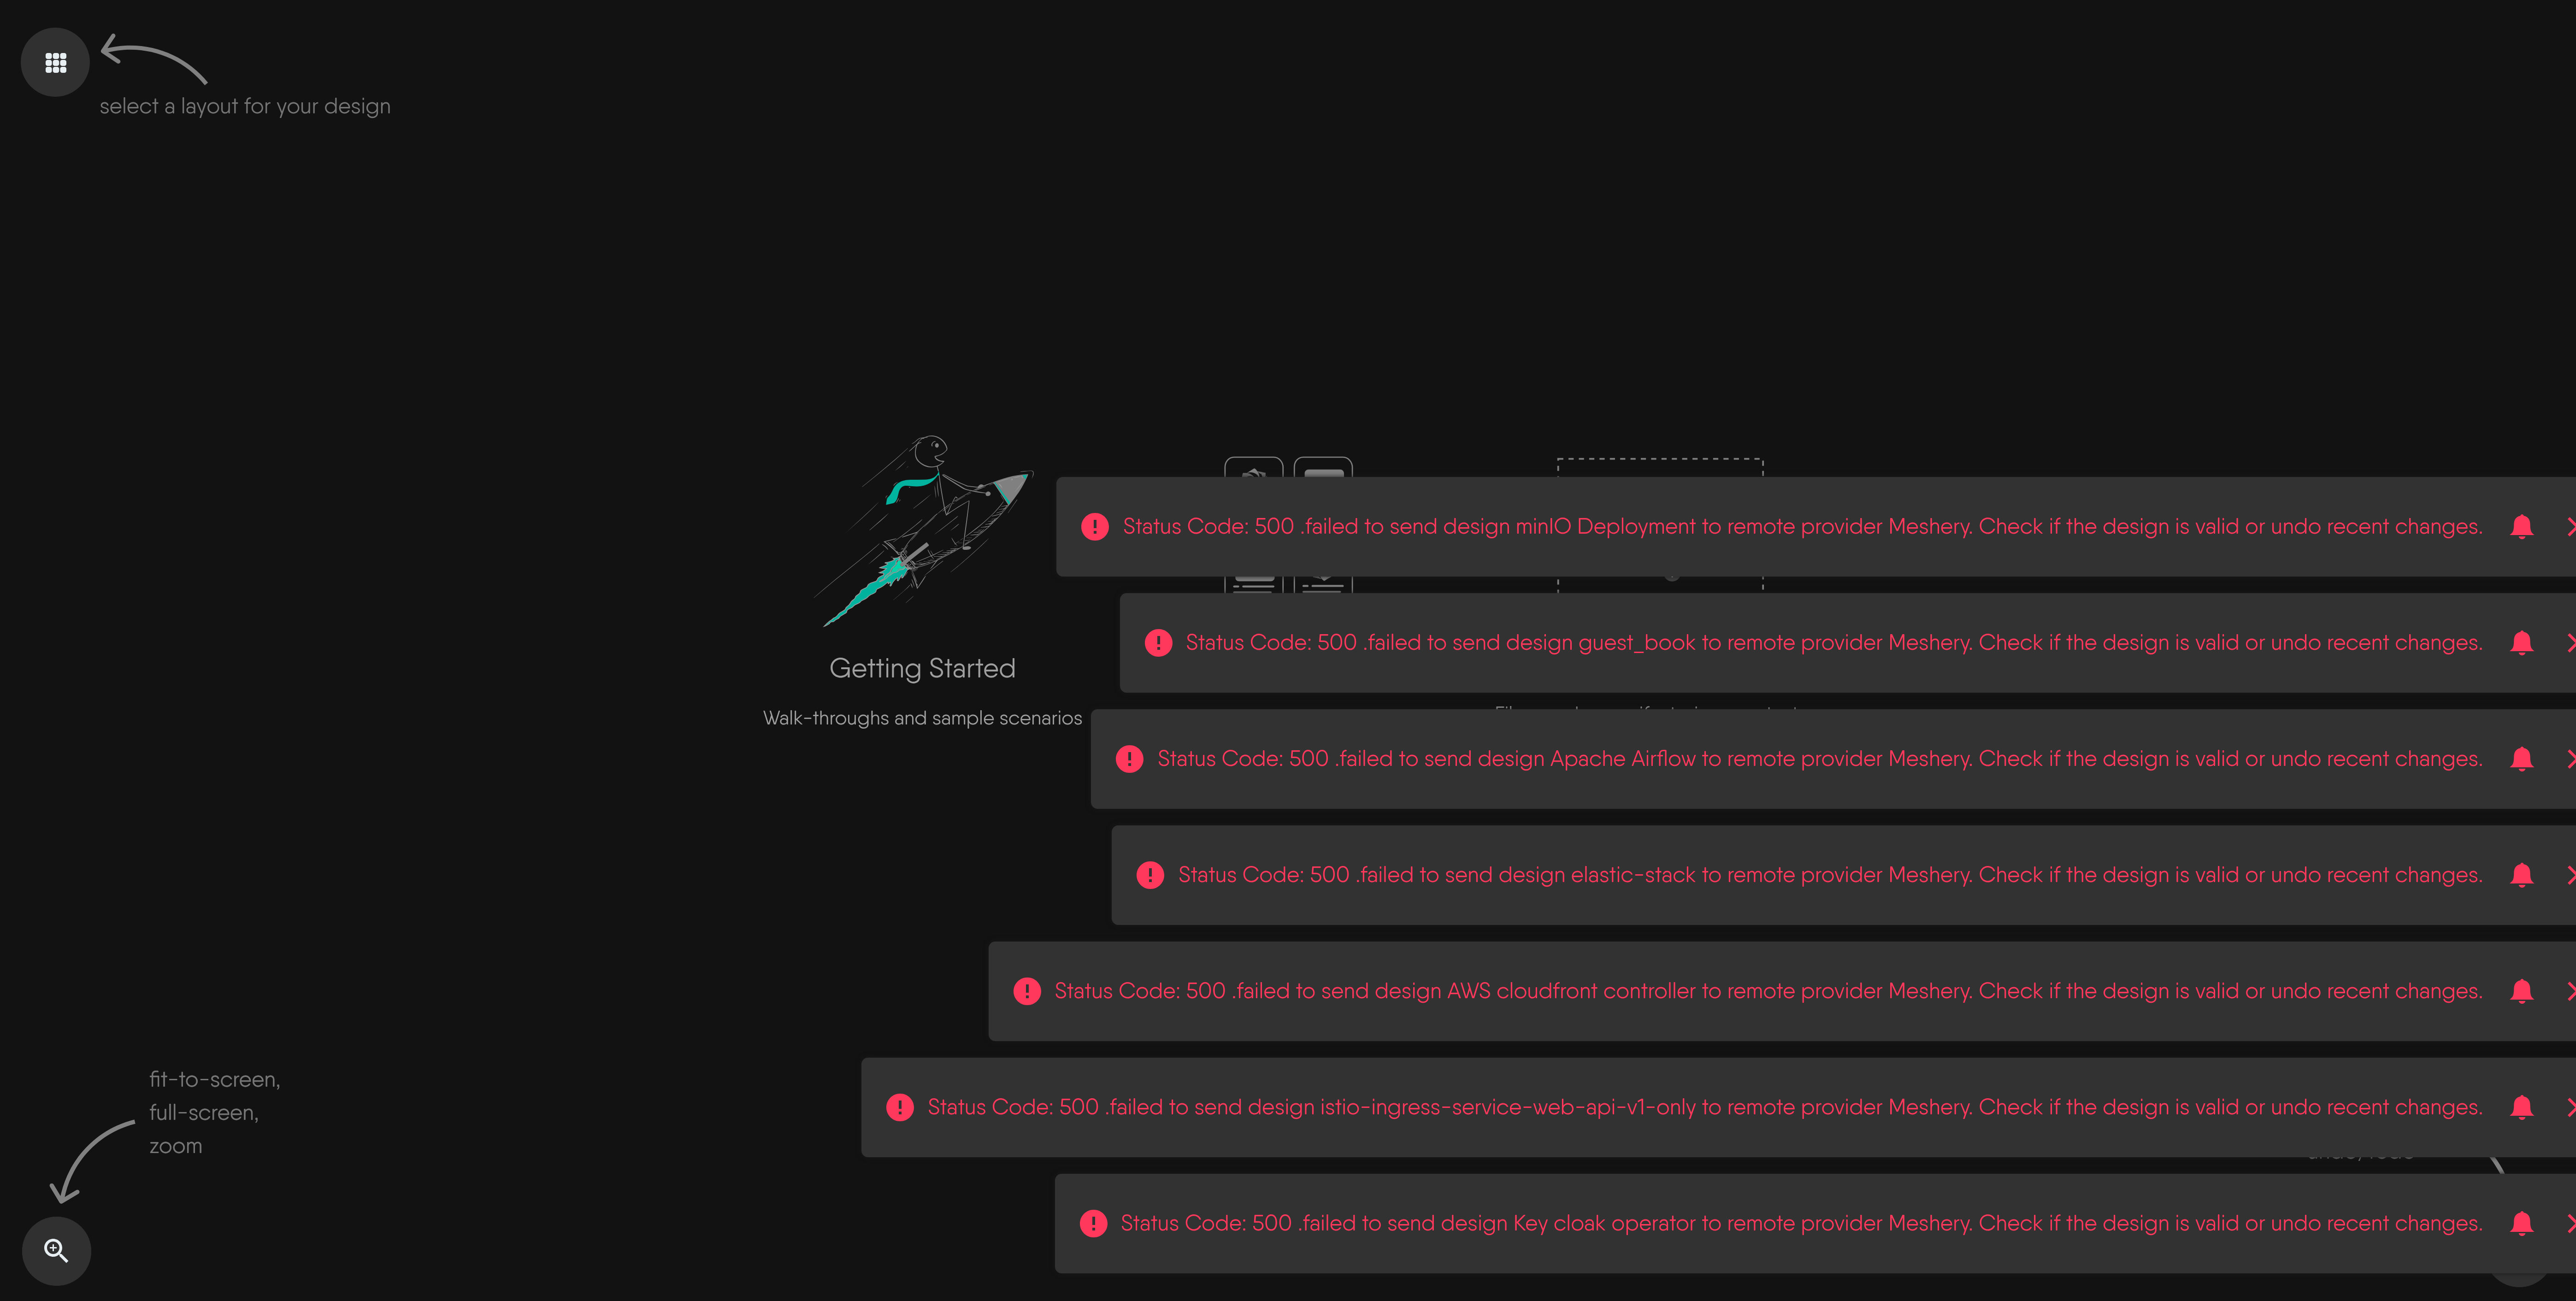 select a layout for your design
Status Code: 500 .failed to send design minIO Deployment to remote provider Meshery. Check if the design is valid or undo recent changes.
Status Code: 500 .failed to send design guest_book to remote provider Meshery. Check if the design is valid or undo recent changes.
Getting Started
Walk-throughs and sample scenarios
Status Code: 500 .failed to send design Apache Airflow to remote provider Meshery. Check if the design is valid or undo recent changes.
Status Code: 500 .failed to send design elastic-stack to remote provider Meshery. Check if the design is valid or undo recent changes.
Status Code: 500 .failed to send design AWS cloudfront controller to remote provider Meshery. Check if the design is valid or undo recent changes.
fit-to-screen,
full-screen,
zoom
Status Code: 500 .failed to send design istio-ingress-service-web-api-v1-only to remote provider Meshery. Check if the design is valid or undo recent changes.
Status Code: 500 .failed to send design Key cloak operator to remote provider Meshery. Check if the design is valid or undo recent changes.